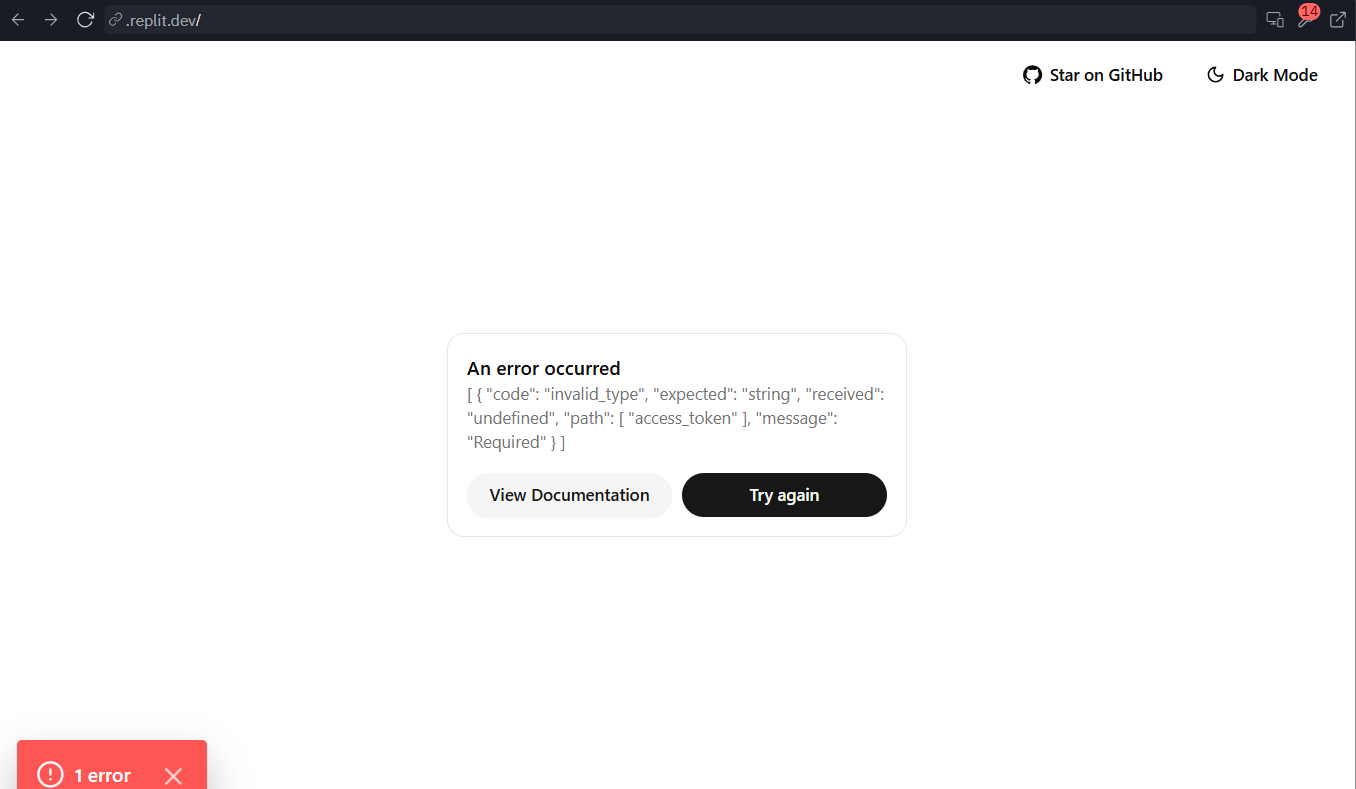 .replit.dev/
14
Star on GitHub
Dark Mode
An error occurred
[ { "code": "invalid_type", "expected": "string", "received":
"undefined", "path": [ "access_token" ], "message":
"Required" } ]
View Documentation
Try again
1 error